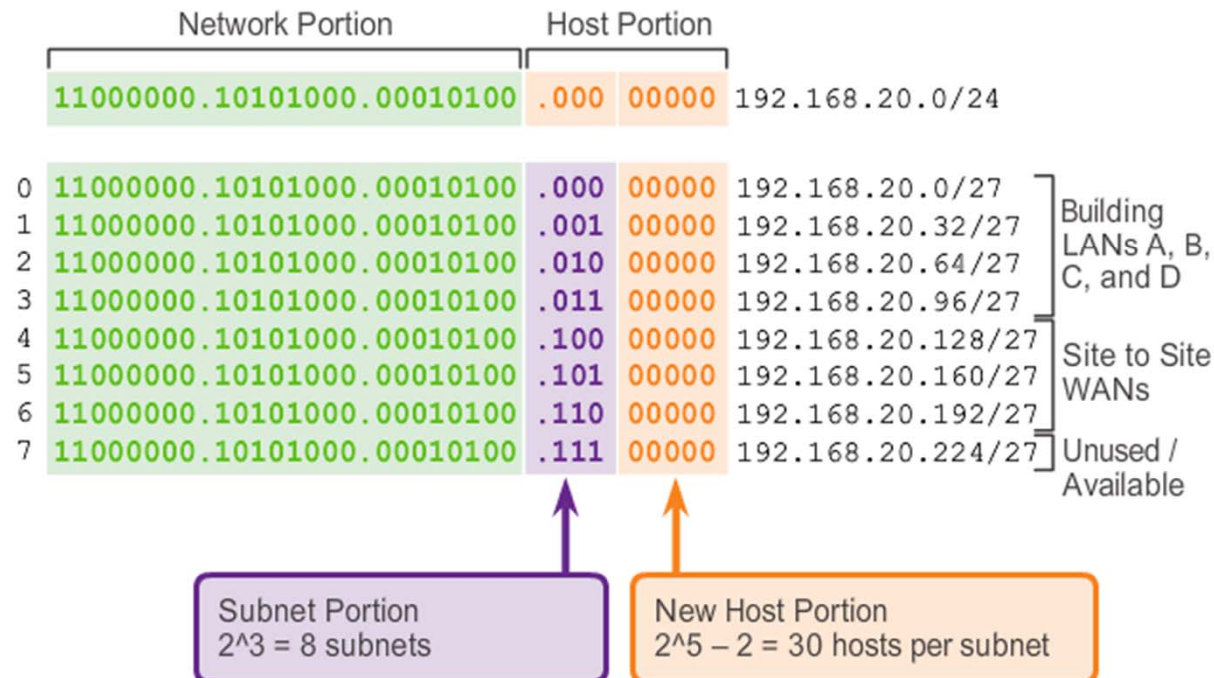 Network Portion Host Portion
11000000.10101000.00010100 .000 00000 192.168.20.0/24
0 11000000.10101000.00010100 .000 00000 192.168.20.0/27
1 11000000.10101000.00010100 .001 00000 192.168.20.32/27
2 11000000.10101000.00010100 .010 00000 192.168.20.64/27
3 11000000.10101000.00010100 .011 00000 192.168.20.96/27
Building
LANs A, B,
C, and D
4 11000000.10101000.00010100 .100 00000 192.168.20.128/27
5 11000000.10101000.00010100 .101 00000 192.168.20.160/27
6 11000000.10101000.00010100 .110 00000 192.168.20.192/27
Site to Site
WANs
7 11000000.10101000.00010100 .111 00000 192.168.20.224/27
Unused /
Available
Subnet Portion
2^3 = 8 subnets
New Host Portion
2^5 – 2 = 30 hosts per subnet